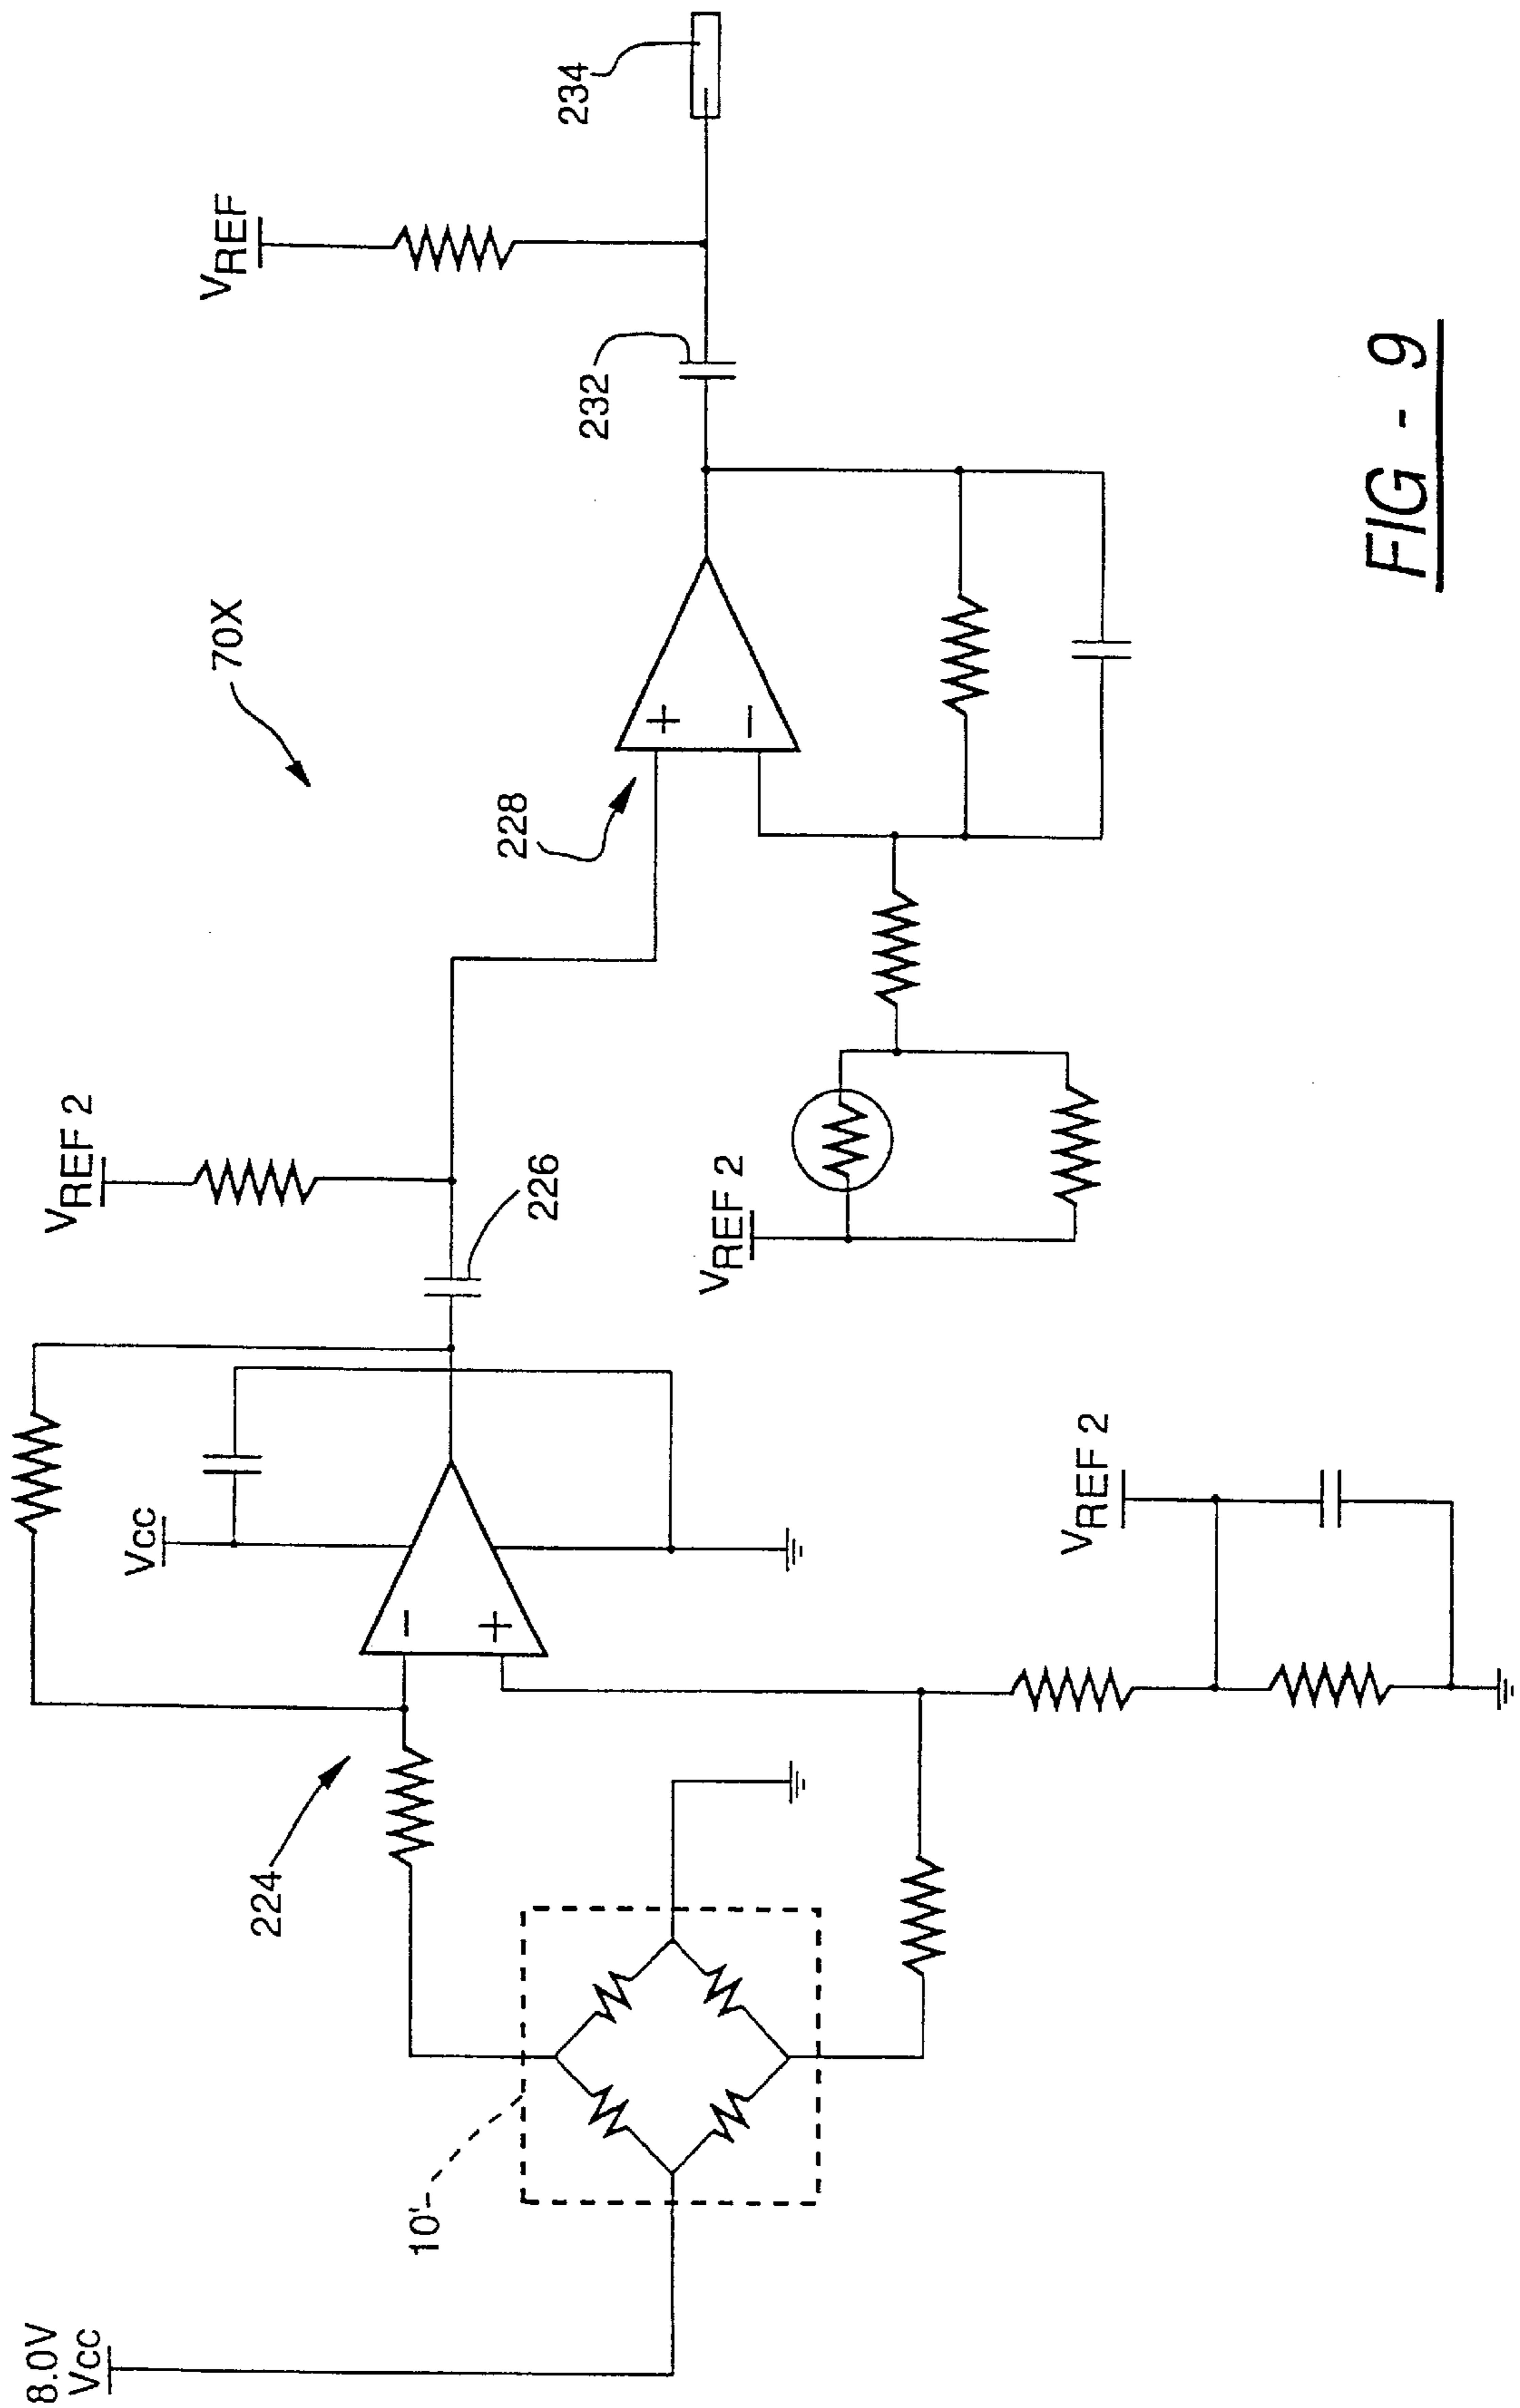 8.0V
Vcc
10'
224
Vcc
VREF 2
226
VREF 2
VREF 2
228
70X
232
VREF
234
+
−
−
+
FIG - 9